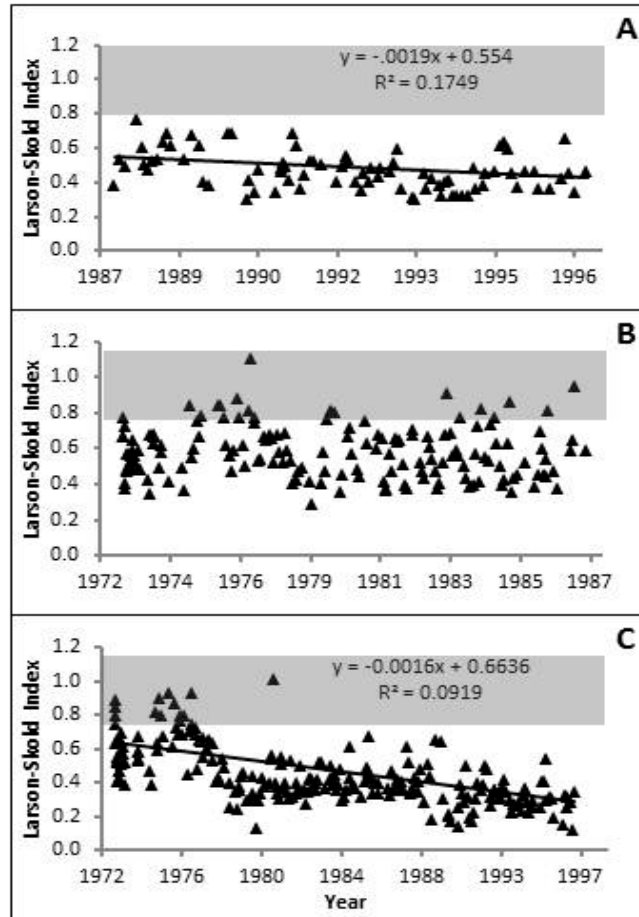 A
y = -.0019x + 0.554
R² = 0.1749
Larson-Skold Index
1.2
1.0
0.8
0.6
0.4
0.2
0.0
1987 1989 1990 1992 1993 1995 1996
B
Larson-Skold Index
1.2
1.0
0.8
0.6
0.4
0.2
0.0
1972 1974 1976 1979 1981 1983 1985 1987
C
y = -0.0016x + 0.6636
R² = 0.0919
Larson-Skold Index
1.2
1.0
0.8
0.6
0.4
0.2
0.0
1972 1976 1980 1984 1988 1993 1997
Year